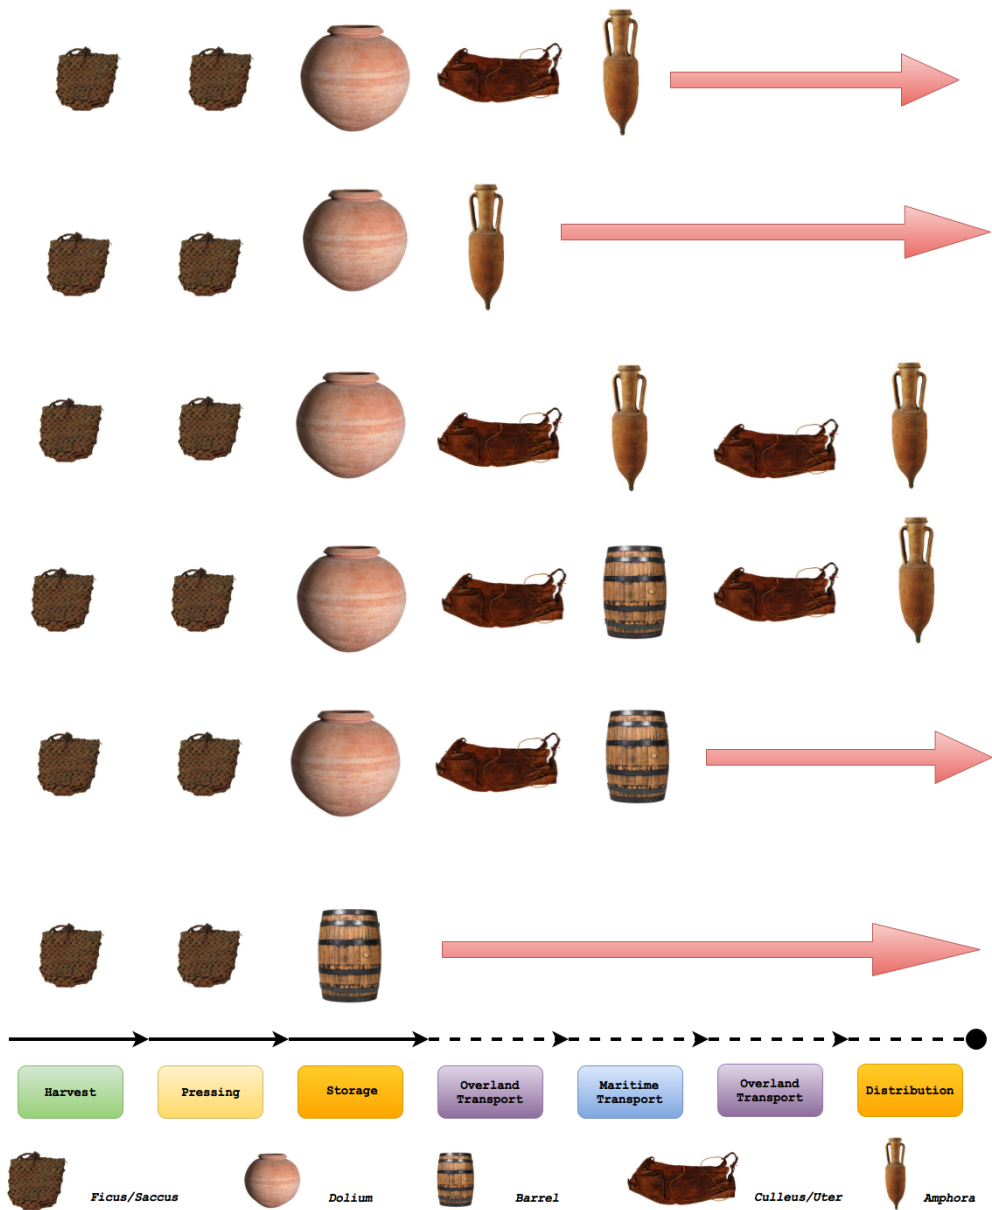 Harvest
Pressing
Storage
Overland
Transport
Maritime
Transport
Overland
Transport
Distribution
Ficus/Saccus
Dolium
Barrel
Culleus/Uter
Amphora